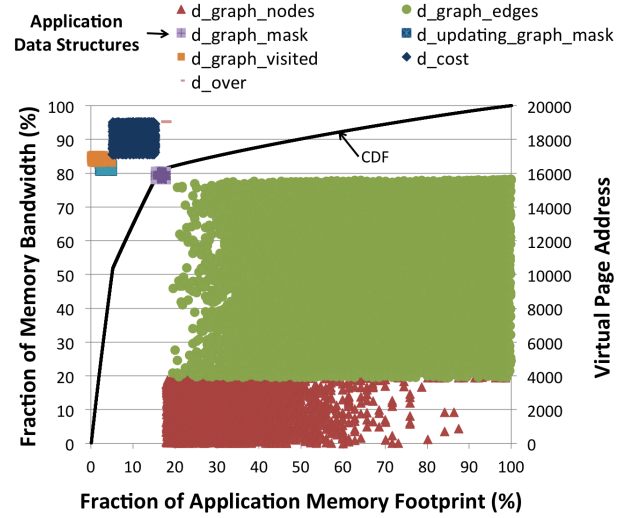 Application
Data Structures
d_graph_nodes
d_graph_edges
d_graph_mask
d_updating_graph_mask
d_graph_visited
d_cost
d_over
Fraction of Memory Bandwidth (%)
100
90
80
70
60
50
40
30
20
10
0
CDF
20000
18000
16000
14000
12000
10000
8000
6000
4000
2000
0
Virtual Page Address
0 10 20 30 40 50 60 70 80 90 100
Fraction of Application Memory Footprint (%)